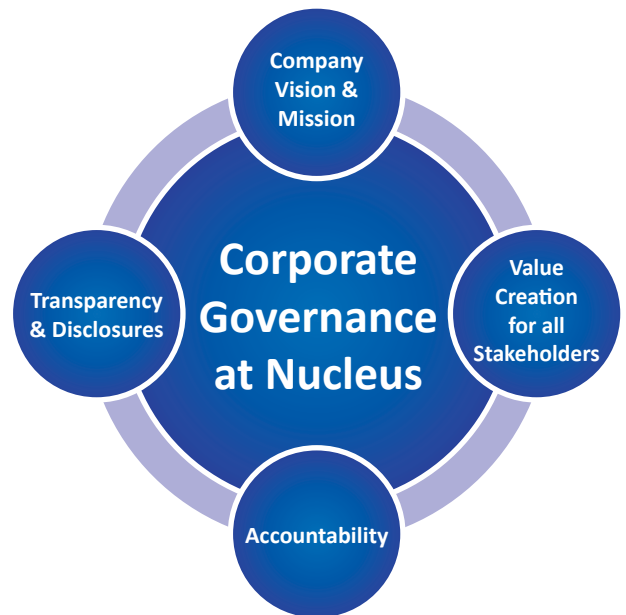 Company
Vision &
Mission
Transparency
& Disclosures
Corporate
Governance
at Nucleus
Value
Creation
for all
Stakeholders
Accountability